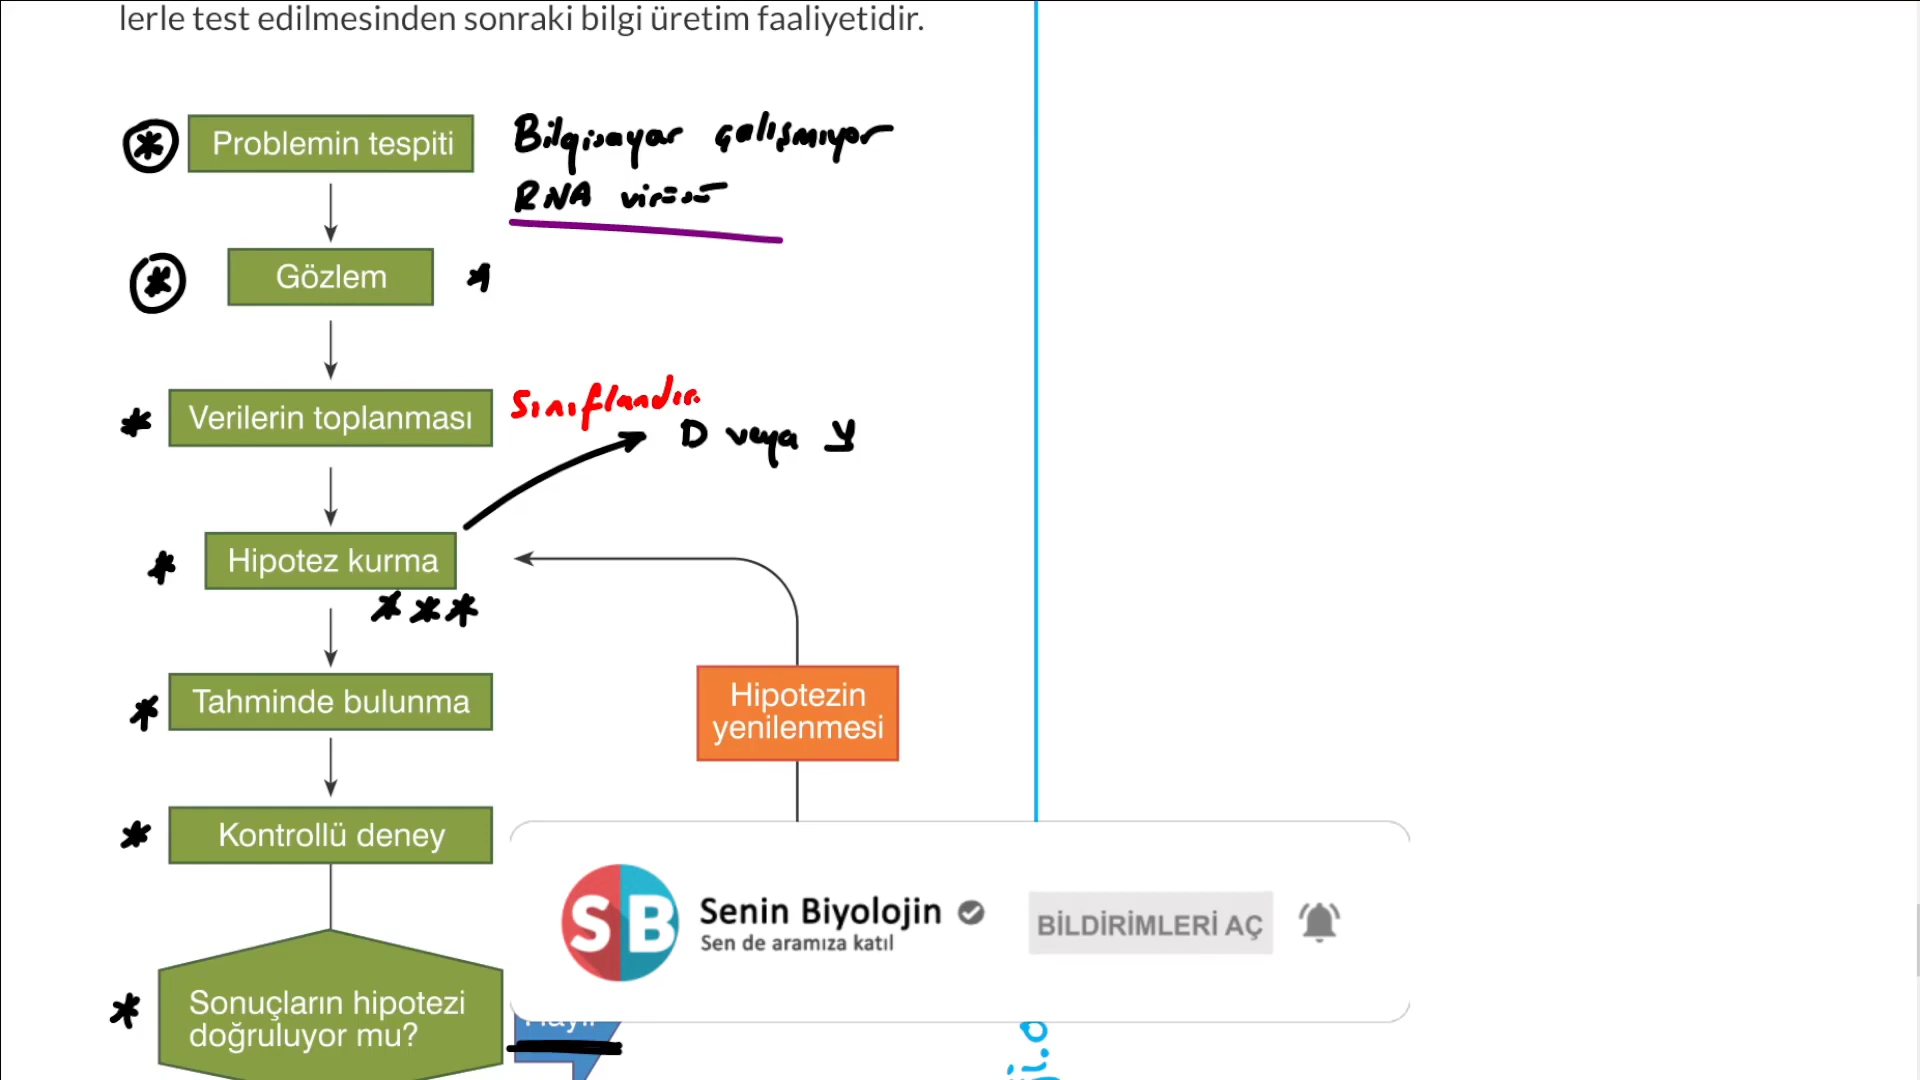 lerle test edilmesinden sonraki bilgi üretim faaliyetidir.
Problemin tespiti
Bilgisayar çalışmıyor
RNA virüsü
Gözlem
Verilerin toplanması
Sınıflandır.
D veya Y
Hipotez kurma
Tahminde bulunma
Hipotezin
yenilenmesi
Kontrollü deney
Senin Biyolojin
Sen de aramıza katıl
BİLDİRİMLERİ AÇ
SB
Sonuçların hipotezi
doğruluyor mu?
Hayır